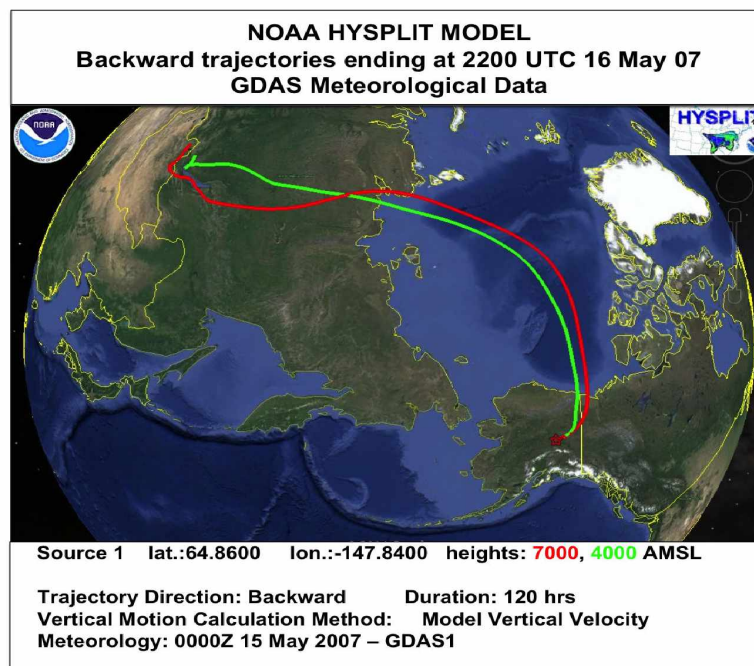 NOAA HYSPLIT MODEL
Backward trajectories ending at 2200 UTC 16 May 07
GDAS Meteorological Data
NOAA
HYSPLIT
Source 1 lat.:64.8600 lon.:-147.8400 heights: 7000, 4000 AMSL
Trajectory Direction: Backward Duration: 120 hrs
Vertical Motion Calculation Method: Model Vertical Velocity
Meteorology: 0000Z 15 May 2007 – GDAS1